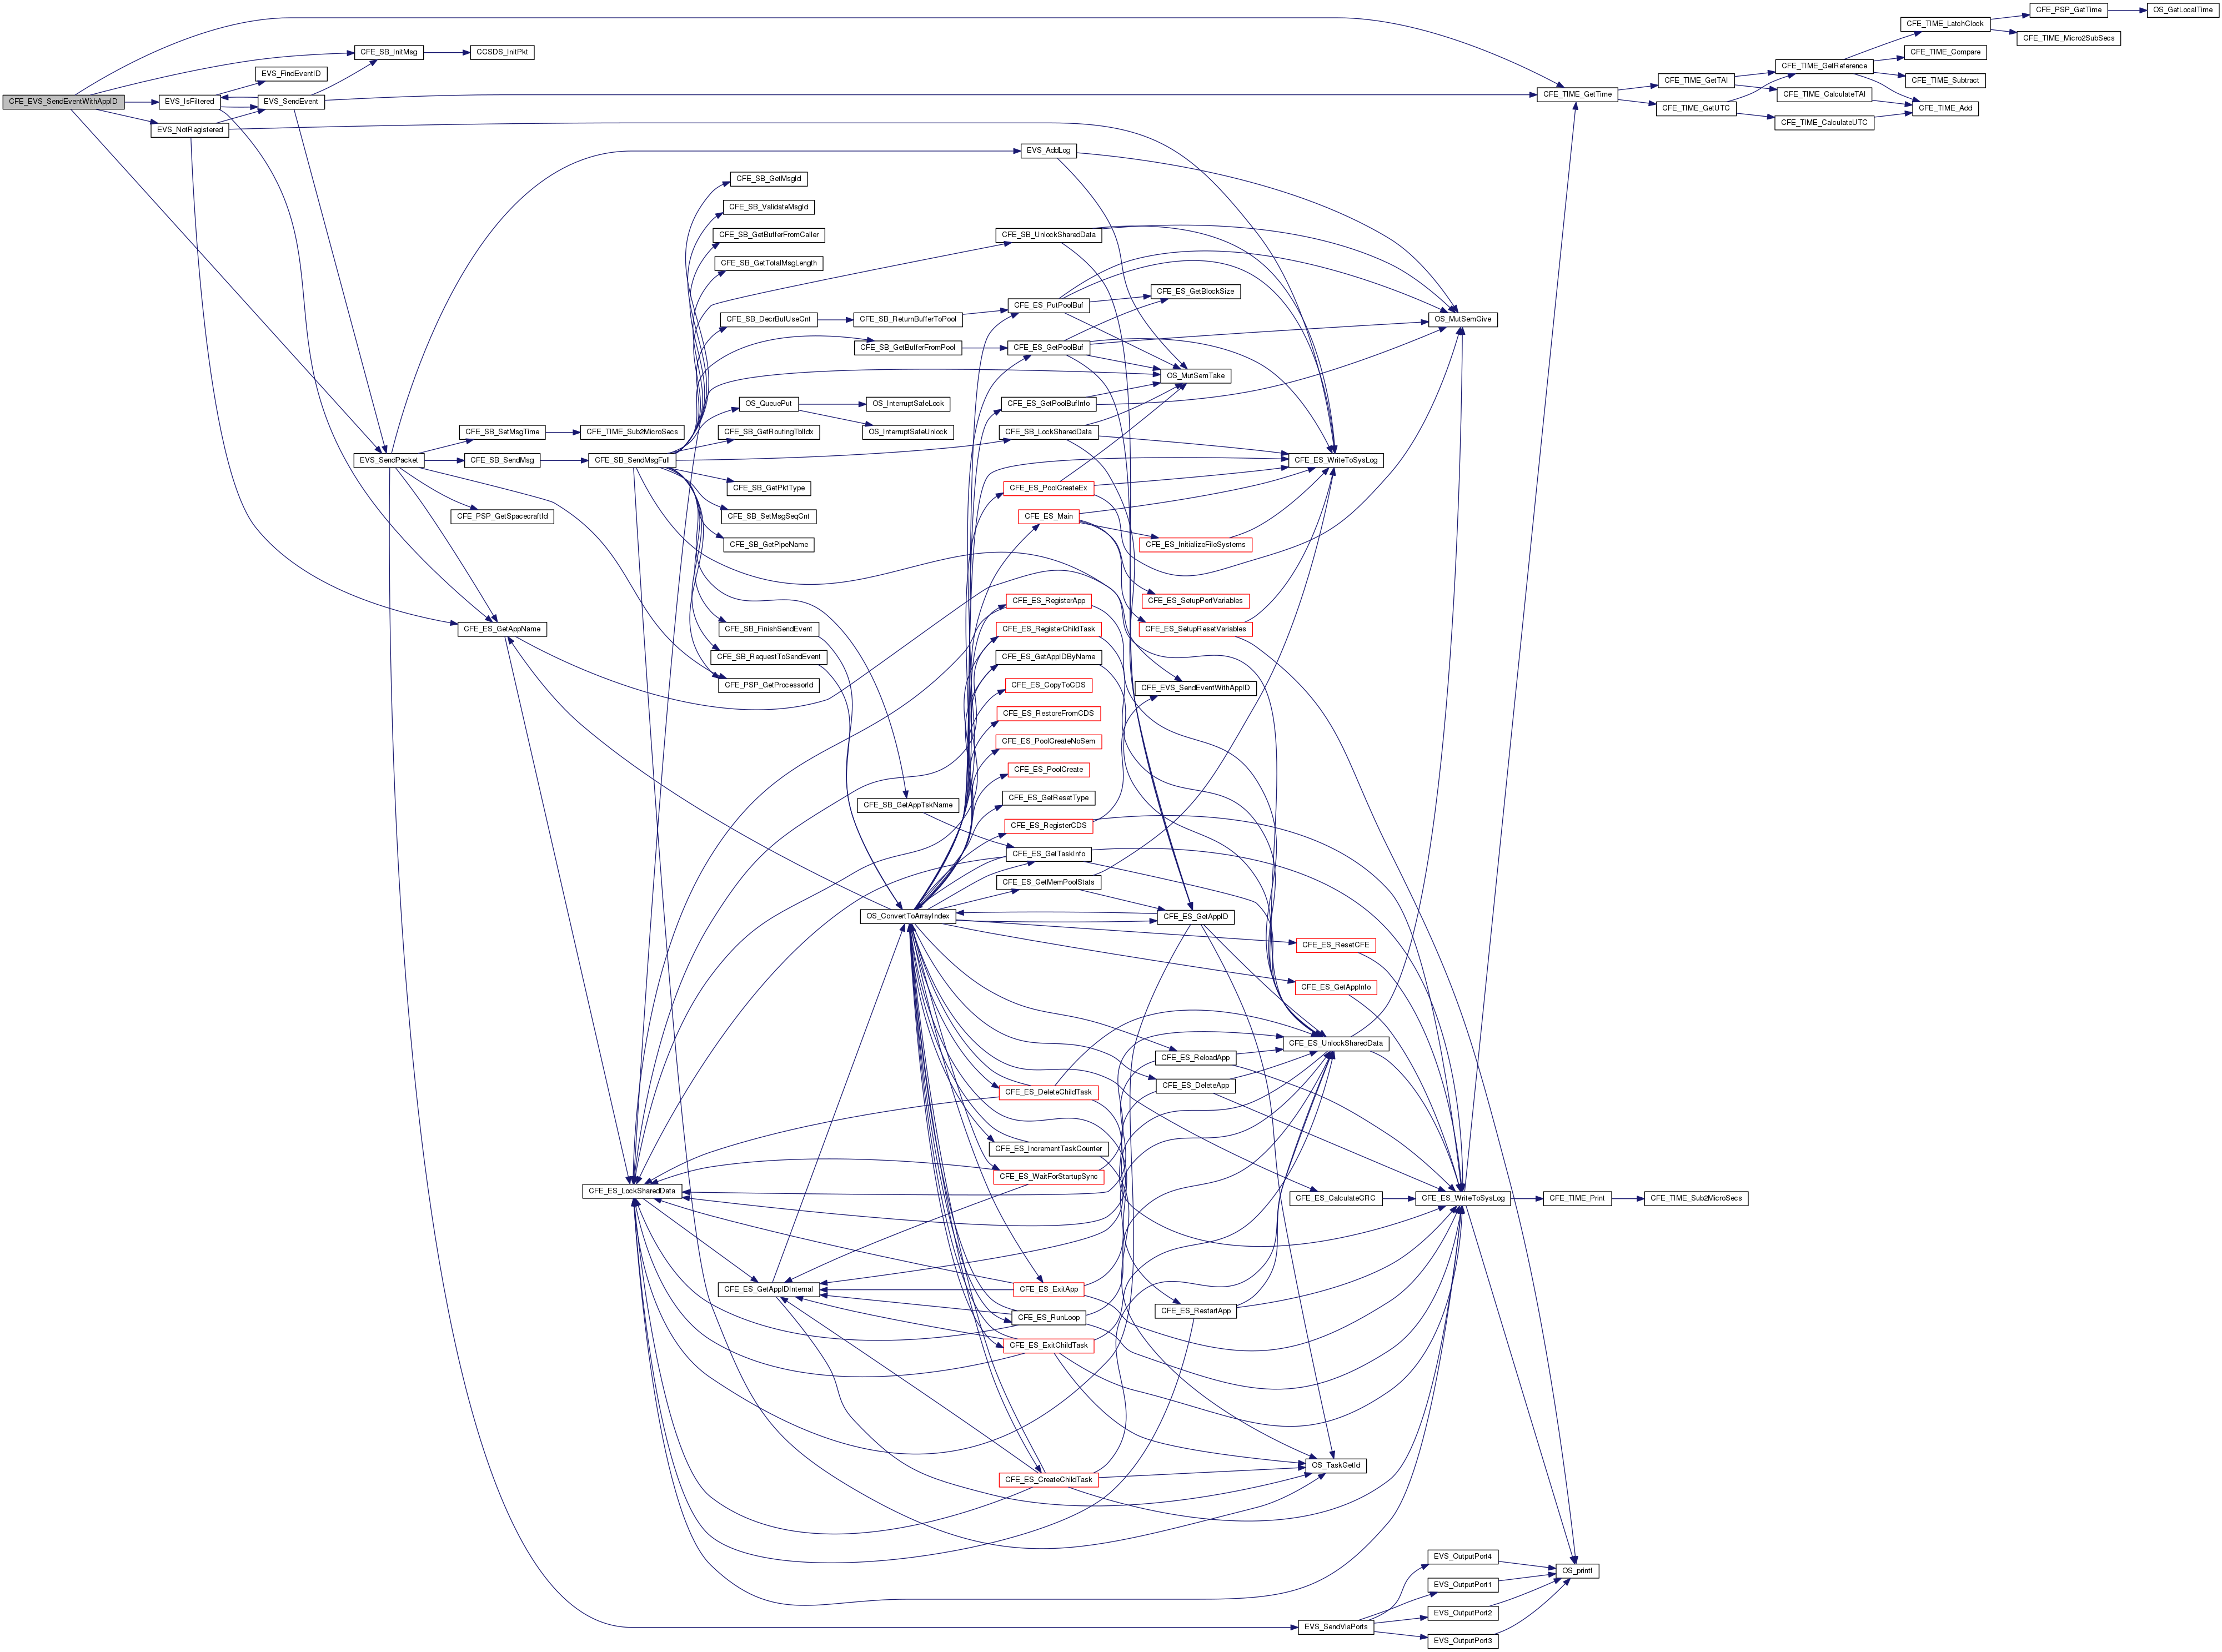 CFE_EVS_SendEventWithAppID
CFE_SB_InitMsg
CCSDS_InitPkt
EVS_FindEventID
EVS_IsFiltered
EVS_SendEvent
EVS_NotRegistered
CFE_TIME_GetTime
CFE_TIME_GetTAI
CFE_TIME_GetUTC
CFE_TIME_GetReference
CFE_TIME_CalculateTAI
CFE_TIME_CalculateUTC
CFE_TIME_LatchClock
CFE_TIME_Compare
CFE_TIME_Subtract
CFE_TIME_Add
CFE_PSP_GetTime
CFE_TIME_Micro2SubSecs
OS_GetLocalTime
EVS_SendPacket
CFE_SB_SetMsgTime
CFE_TIME_Sub2MicroSecs
CFE_SB_SendMsg
CFE_SB_SendMsgFull
CFE_PSP_GetSpacecraftId
CFE_ES_GetAppName
EVS_AddLog
CFE_SB_GetMsgId
CFE_SB_ValidateMsgId
CFE_SB_GetBufferFromCaller
CFE_SB_GetTotalMsgLength
CFE_SB_UnlockSharedData
CFE_SB_DecrBufUseCnt
CFE_SB_ReturnBufferToPool
CFE_SB_GetBufferFromPool
CFE_ES_PutPoolBuf
CFE_ES_GetPoolBuf
CFE_ES_GetBlockSize
OS_MutSemGive
OS_MutSemTake
OS_QueuePut
OS_InterruptSafeLock
OS_InterruptSafeUnlock
CFE_SB_GetRoutingTblIdx
CFE_ES_GetPoolBufInfo
CFE_SB_LockSharedData
CFE_ES_WriteToSysLog
CFE_SB_GetPktType
CFE_SB_SetMsgSeqCnt
CFE_SB_GetPipeName
CFE_ES_PoolCreateEx
CFE_ES_Main
CFE_ES_InitializeFileSystems
CFE_ES_SetupPerfVariables
CFE_ES_SetupResetVariables
CFE_SB_FinishSendEvent
CFE_SB_RequestToSendEvent
CFE_PSP_GetProcessorId
CFE_ES_RegisterApp
CFE_ES_RegisterChildTask
CFE_ES_GetAppIDByName
CFE_ES_CopyToCDS
CFE_ES_RestoreFromCDS
CFE_ES_PoolCreateNoSem
CFE_ES_PoolCreate
CFE_ES_GetResetType
CFE_ES_RegisterCDS
CFE_EVS_SendEventWithAppID
CFE_SB_GetAppTskName
CFE_ES_GetTaskInfo
CFE_ES_GetMemPoolStats
OS_ConvertToArrayIndex
CFE_ES_GetAppID
CFE_ES_ResetCFE
CFE_ES_GetAppInfo
CFE_ES_UnlockSharedData
CFE_ES_ReloadApp
CFE_ES_DeleteApp
CFE_ES_DeleteChildTask
CFE_ES_IncrementTaskCounter
CFE_ES_WaitForStartupSync
CFE_ES_LockSharedData
CFE_ES_CalculateCRC
CFE_ES_WriteToSysLog
CFE_TIME_Print
CFE_TIME_Sub2MicroSecs
CFE_ES_GetAppIDInternal
CFE_ES_ExitApp
CFE_ES_RunLoop
CFE_ES_RestartApp
CFE_ES_ExitChildTask
CFE_ES_CreateChildTask
OS_TaskGetId
EVS_SendViaPorts
EVS_OutputPort4
EVS_OutputPort1
EVS_OutputPort2
EVS_OutputPort3
OS_printf